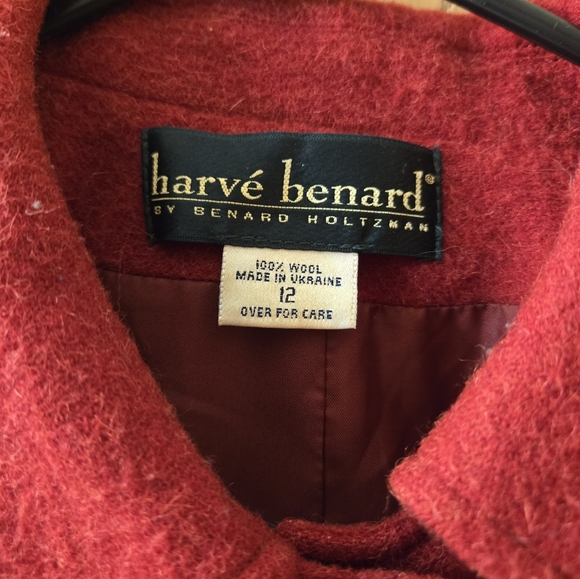 harvé benard®
BY BENARD HOLTZMAN
100% WOOL
MADE IN UKRAINE
12
OVER FOR CARE